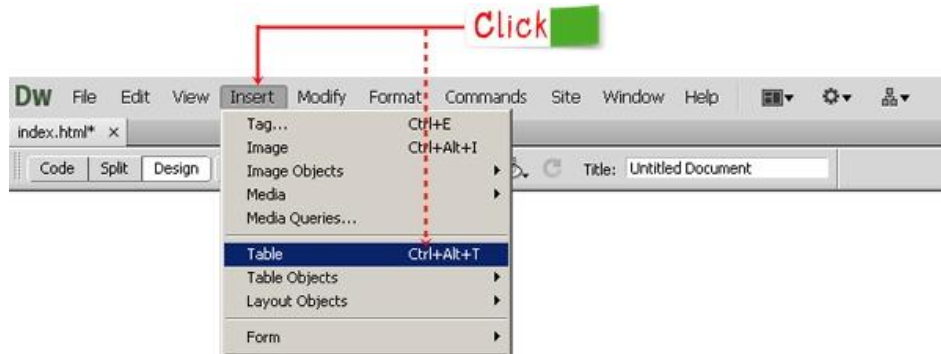 Click
Dw File Edit View Insert Modify Format Commands Site Window Help
index.html* ×
Code Split Design Title: Untitled Document
Tag... Ctrl+E
Image Ctrl+Alt+I
Image Objects
Media
Media Queries...
Table Ctrl+Alt+T
Table Objects
Layout Objects
Form